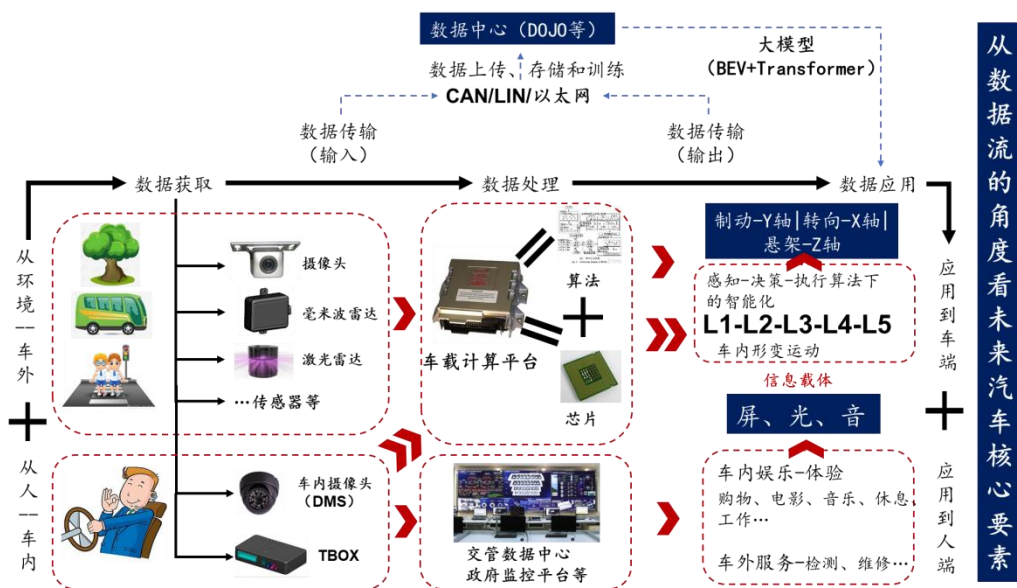 数据中心（DOJO等）
大模型
（BEV+Transformer）
数据上传、存储和训练
CAN/LIN/以太网
数据传输
（输入）
数据传输
（输出）
数据获取
数据处理
数据应用
从环境--车外
从人--车内
摄像头
毫米波雷达
激光雷达
…传感器等
车内摄像头
（DMS）
TBOX
车载计算平台
算法
芯片
交管数据中心
政府监控平台等
制动-Y轴|转向-X轴|
悬架-Z轴
感知-决策-执行算法下
的智能化
L1-L2-L3-L4-L5
车内形变运动
信息载体
屏、光、音
车内娱乐-体验
购物、电影、音乐、休息、
工作…
车外服务-检测、维修…
应用到车端
应用到人端
从数据流的角度看未来汽车核心要素